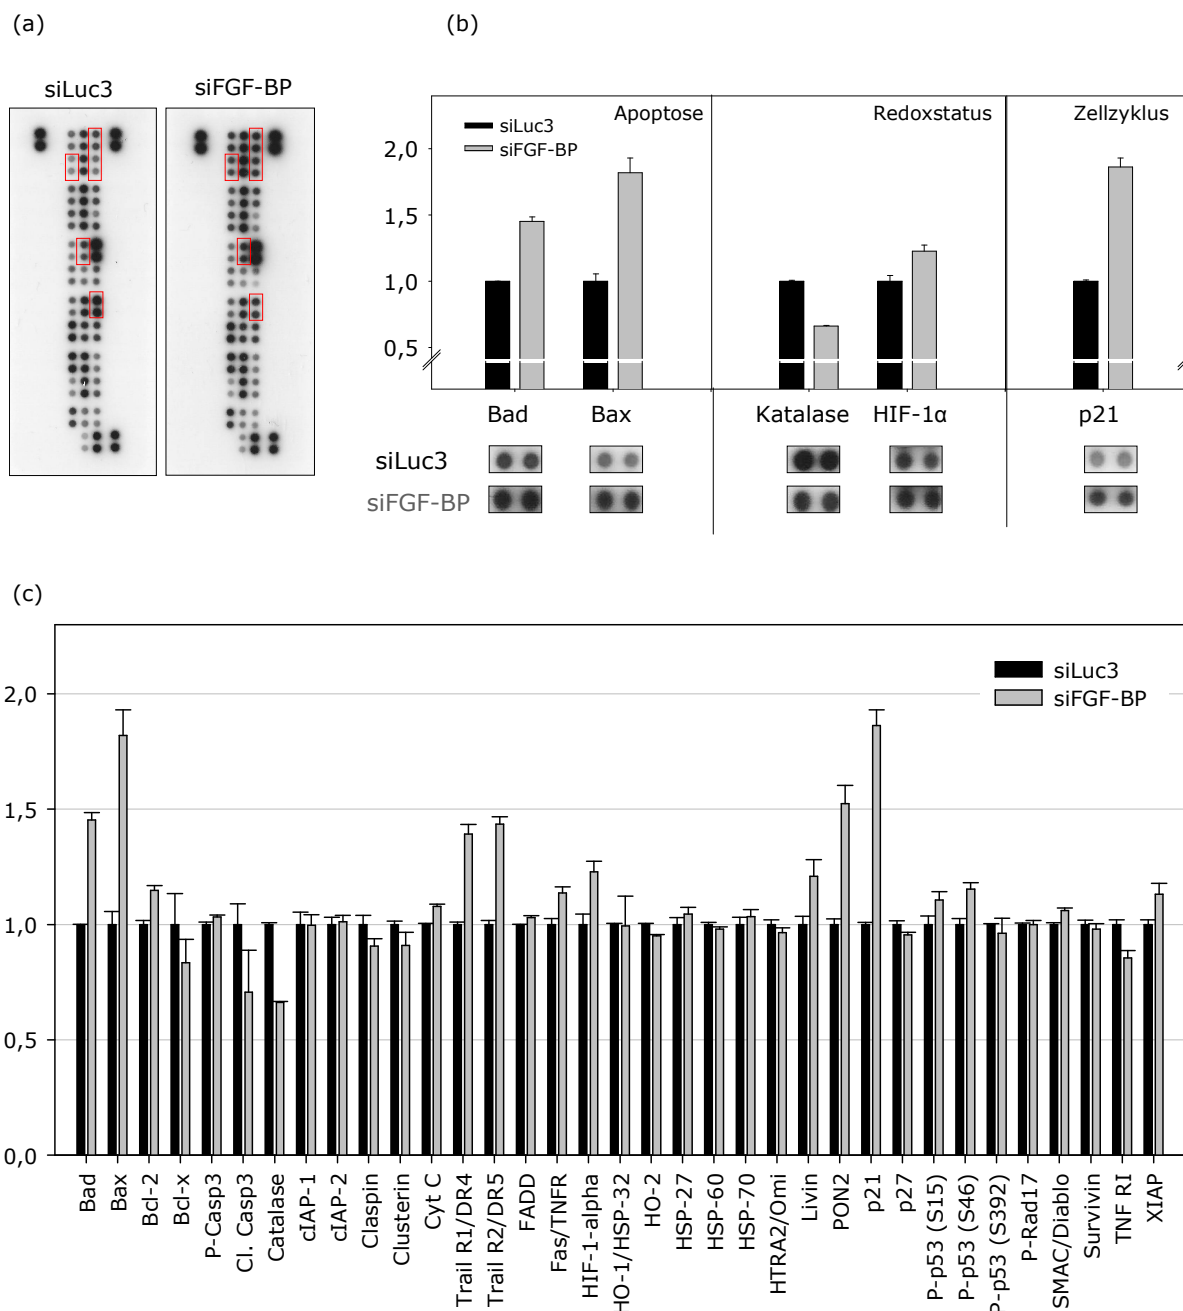 (a)
(b)
siLuc3
siFGF-BP
siLuc3
siFGF-BP
Apoptose
Redoxstatus
Zellzyklus
2,0
1,5
1,0
0,5
Bad
Bax
Katalase
HIF-1α
p21
siLuc3
siFGF-BP
(c)
siLuc3
siFGF-BP
2,0
1,5
1,0
0,5
0,0
Bad
Bax
Bcl-2
Bcl-x
P-Casp3
Cl. Casp3
Catalase
cIAP-1
cIAP-2
Claspin
Clusterin
Cyt C
Trail R1/DR4
Trail R2/DR5
FADD
Fas/TNFR
HIF-1-alpha
HO-1/HSP-32
HO-2
HSP-27
HSP-60
HSP-70
HTRA2/Omi
Livin
PON2
p21
p27
P-p53 (S15)
P-p53 (S46)
P-p53 (S392)
P-Rad17
SMAC/Diablo
Survivin
TNF RI
XIAP